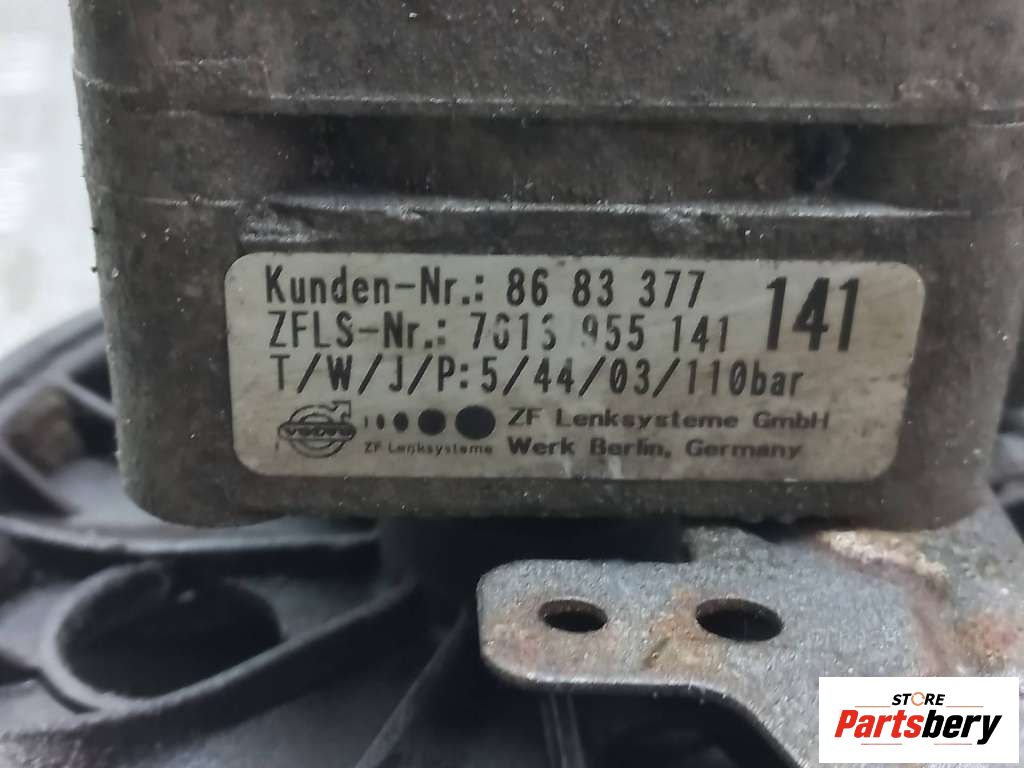 Kunden-Nr.: 86 83 377
141
ZFLS-Nr.: 955 141
T/W/J/P: 5/44/03/110bar
VOLVO
ZF Lenksysteme
ZF Lenksysteme GmbH
Werk Berlin, Germany
STORE
Partsbery